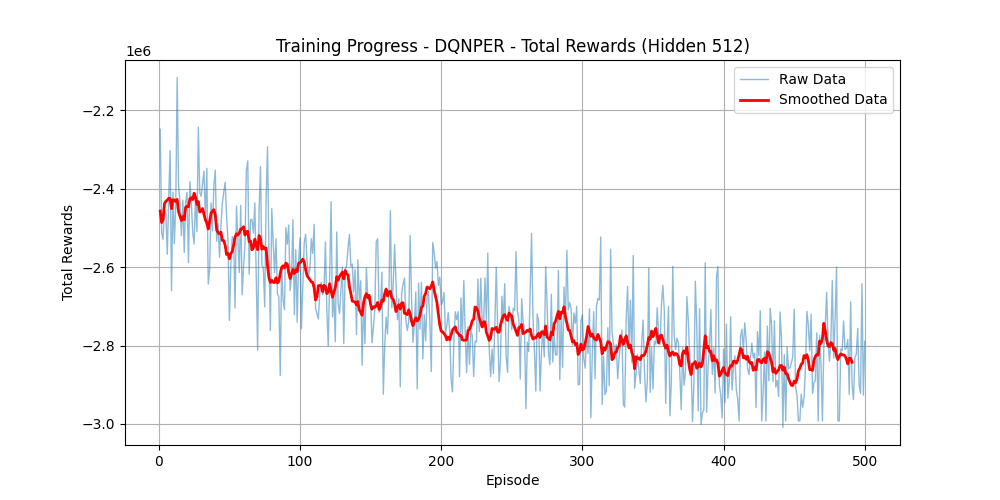 Training Progress - DQNPER - Total Rewards (Hidden 512)
1e6
Raw Data
Smoothed Data
−2.2
−2.4
−2.6
−2.8
−3.0
Total Rewards
0 100 200 300 400 500
Episode